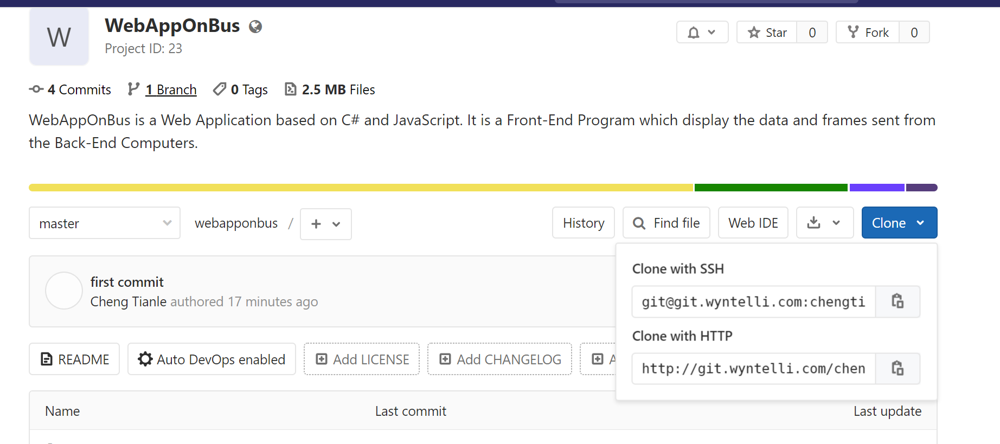 W
WebAppOnBus
Project ID: 23
Star 0
Fork 0
4 Commits 1 Branch 0 Tags 2.5 MB Files
WebAppOnBus is a Web Application based on C# and JavaScript. It is a Front-End Program which display the data and frames sent from
the Back-End Computers.
master
webapponbus /
History
Find file
Web IDE
Clone
first commit
Cheng Tianle authored 17 minutes ago
Clone with SSH
git@git.wyntelli.com:chengti
Clone with HTTP
http://git.wyntelli.com/chen
README
Auto DevOps enabled
Add LICENSE
Add CHANGELOG
Name Last commit Last update